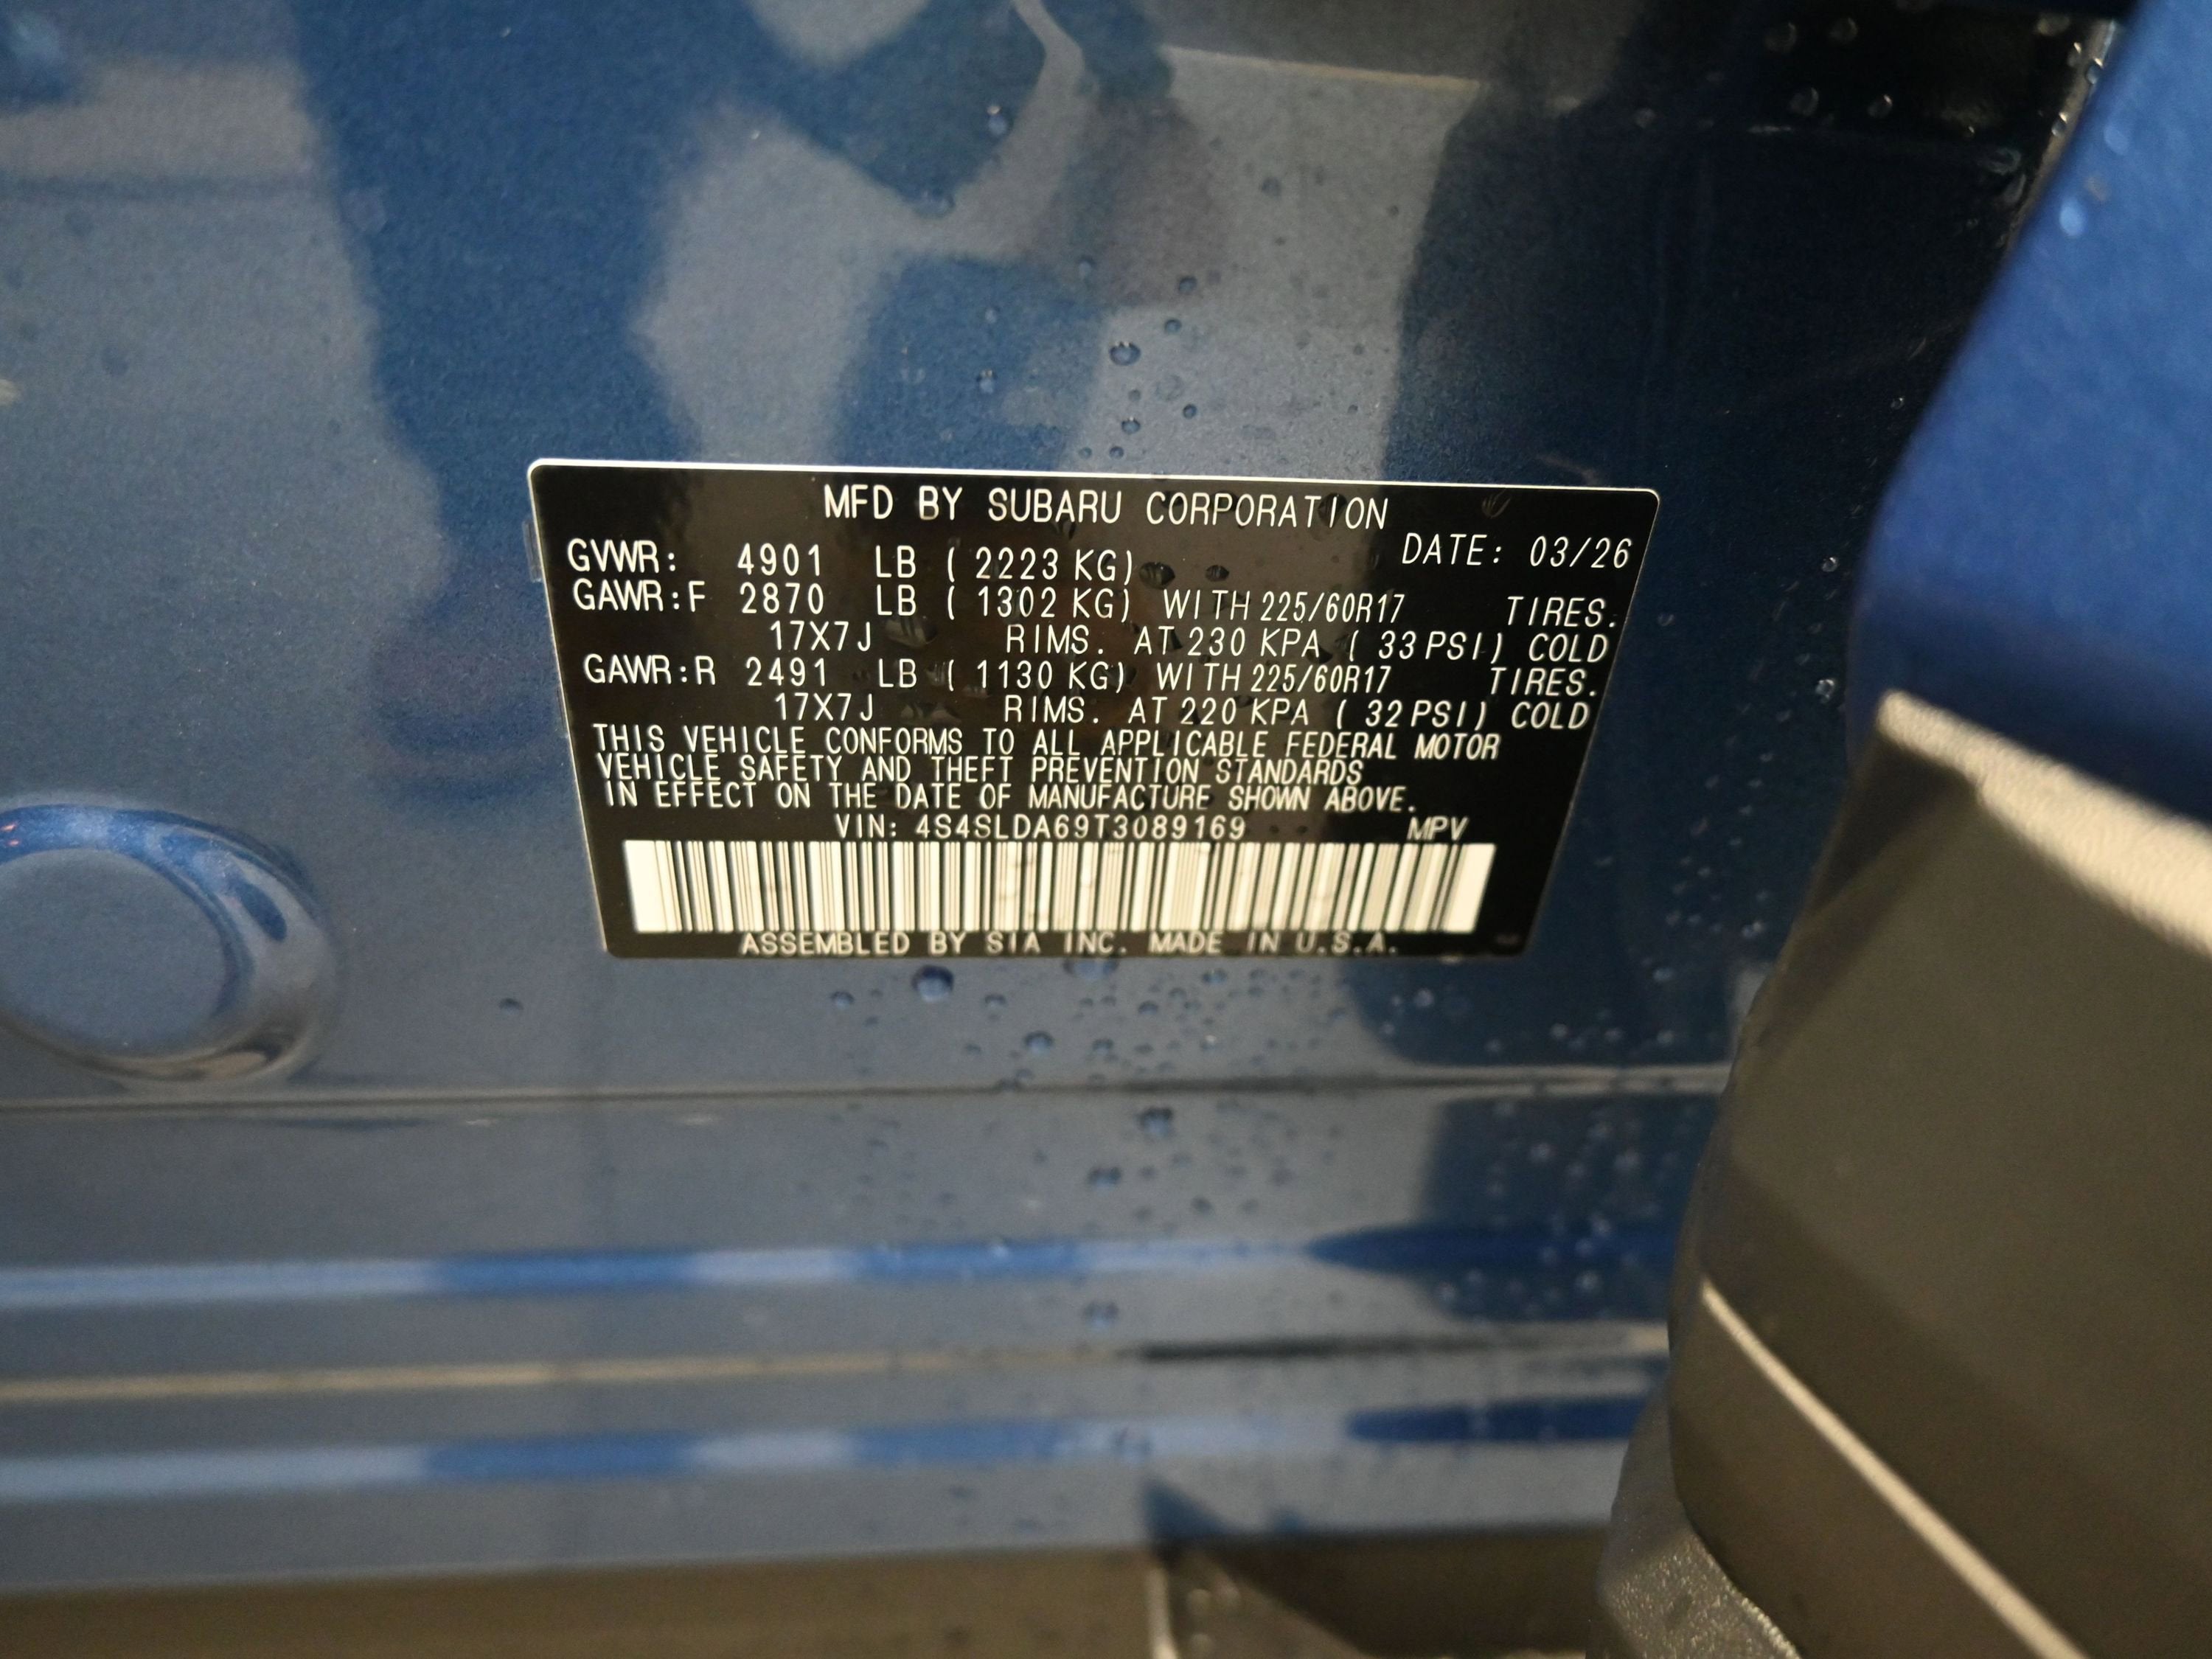 MFD BY SUBARU CORPORATION
DATE: 03/26
GVWR: 4901 LB ( 2223 KG)
GAWR:F 2870 LB ( 1302 KG) WITH 225/60R17 TIRES.
17X7J RIMS. AT 230 KPA ( 33 PSI) COLD
GAWR:R 2491 LB ( 1130 KG) WITH 225/60R17 TIRES.
17X7J RIMS. AT 220 KPA ( 32 PSI) COLD
THIS VEHICLE CONFORMS TO ALL APPLICABLE FEDERAL MOTOR
VEHICLE SAFETY AND THEFT PREVENTION STANDARDS
IN EFFECT ON THE DATE OF MANUFACTURE SHOWN ABOVE.
VIN: 4S4SLDA69T3089169 MPV
ASSEMBLED BY SIA INC. MADE IN U.S.A.